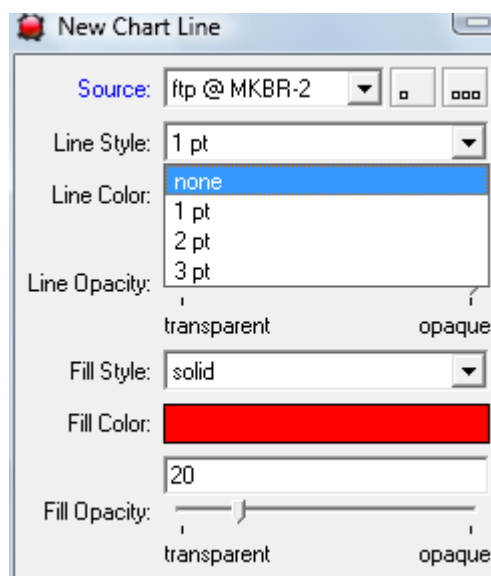 New Chart Line
Source: ftp @ MKBR-2
Line Style: 1 pt
none
Line Color:
1 pt
2 pt
3 pt
Line Opacity:
transparent opaque
Fill Style: solid
Fill Color:
20
Fill Opacity:
transparent opaque